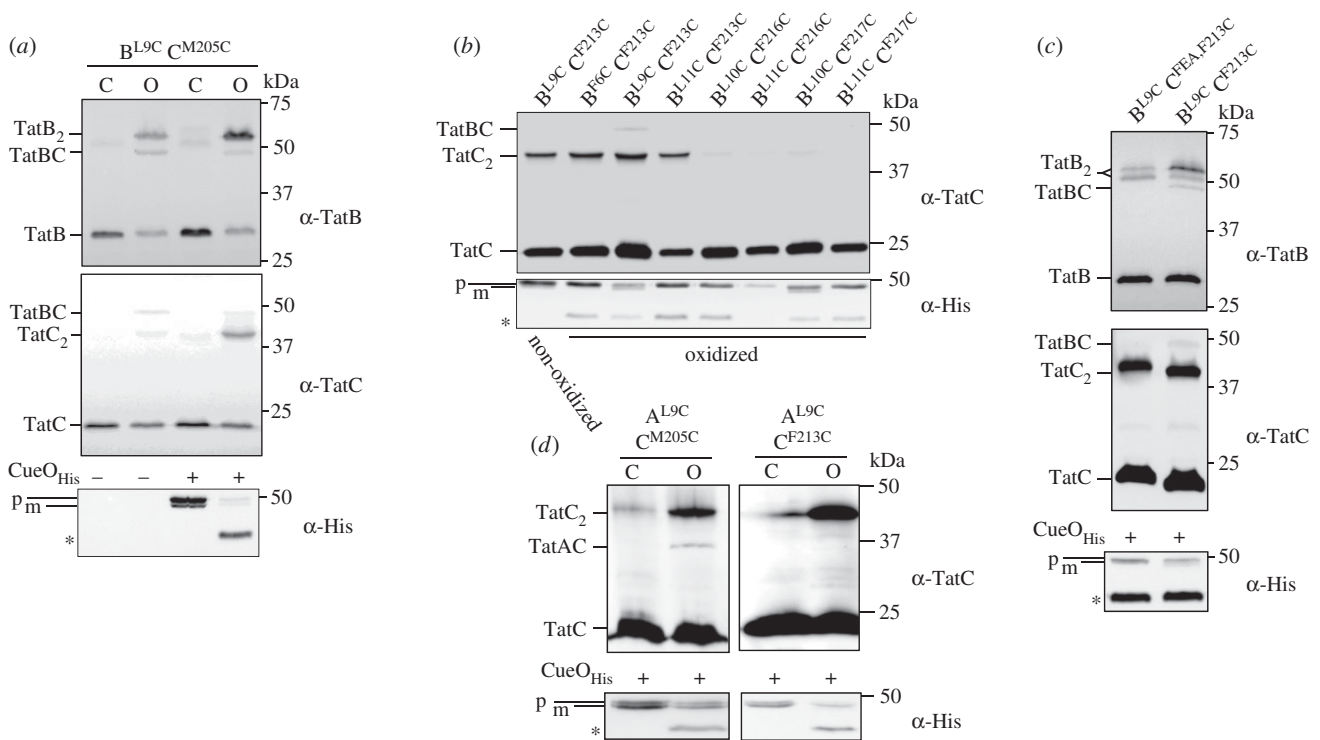 (a)
B^L9C C^M205C
C O C O kDa
75
TatB2
50
TatBC
37
α-TatB
TatB
25
TatBC
50
TatC2
37
α-TatC
25
TatC
CueOHis – – + +
p m
50
α-His
*
(b)
B^L9C C^F213C
B^F6C C^F213C
B^L9C C^F213C
B^L11C C^F213C
B^L10C C^F216C
B^L11C C^F216C
B^L10C C^F217C
B^L11C C^F217C
kDa
TatBC
50
TatC2
37
α-TatC
TatC
25
50
p m
α-His
*
non-oxidized
oxidized
(c)
B^L9C C^FEA,F213C
B^L9C C^F213C
kDa
75
TatB2
50
TatBC
37
α-TatB
TatB
25
TatBC
50
TatC2
37
α-TatC
25
TatC
CueOHis + +
50
p m
α-His
*
(d)
A^L9C A^L9C
C^M205C C^F213C
C O C O kDa
50
TatC2
TatAC
37
α-TatC
25
TatC
CueOHis + + + +
50
p m
α-His
*